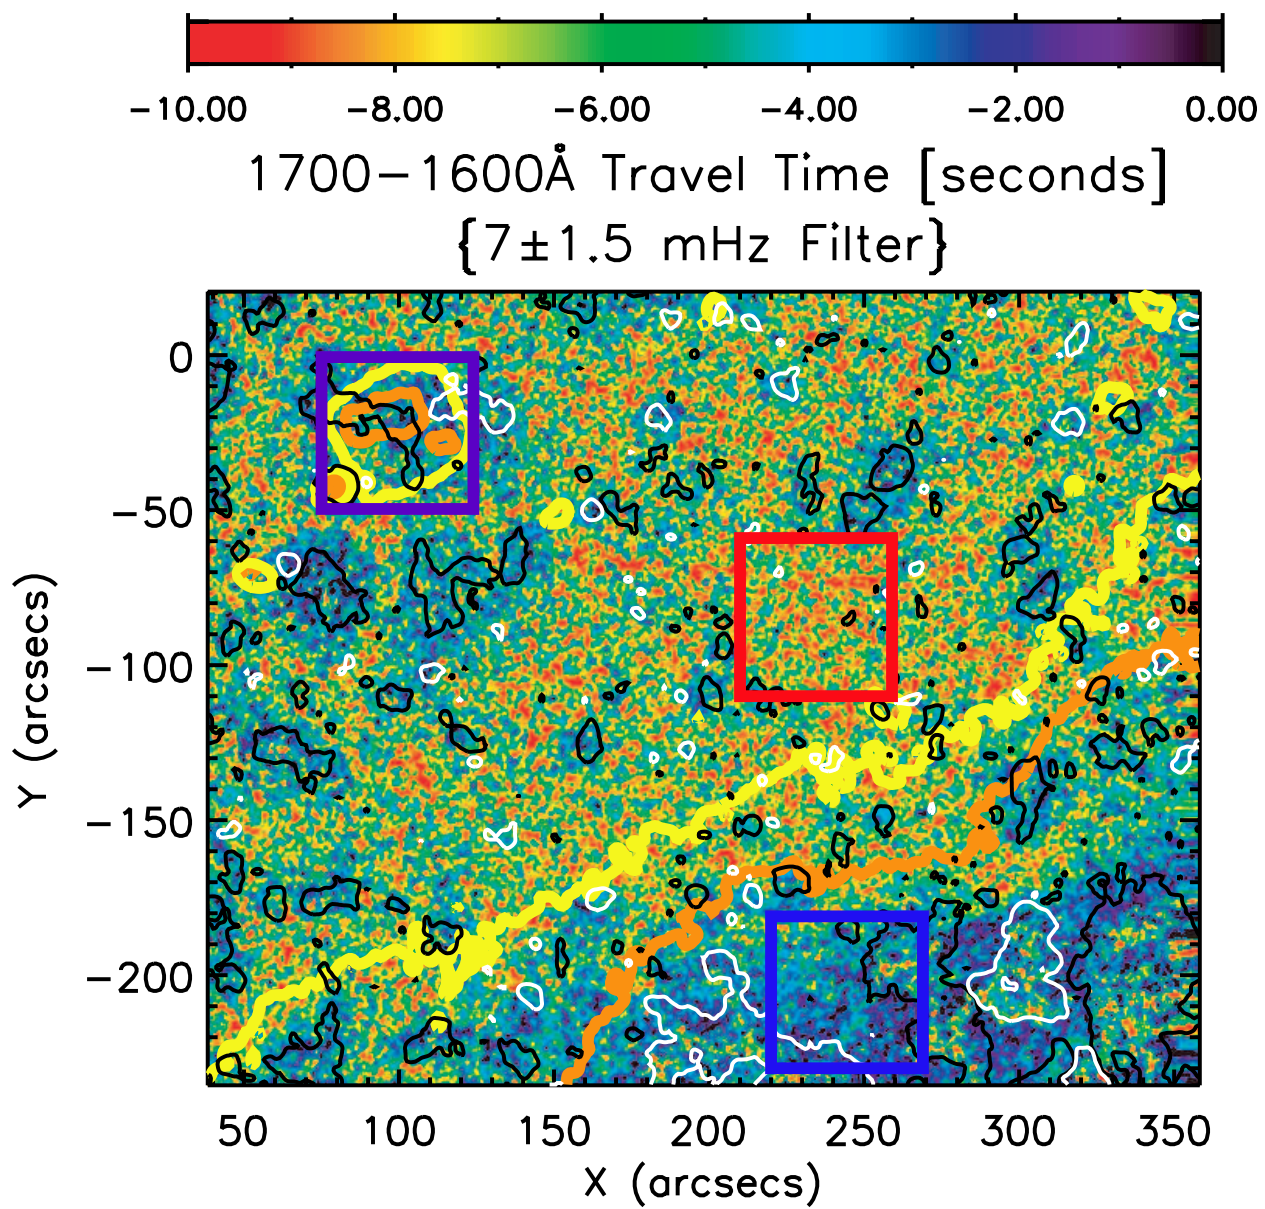 −10.00 −8.00 −6.00 −4.00 −2.00 0.00
1700−1600Å Travel Time [seconds]
{7±1.5 mHz Filter}
0
−50
−100
−150
−200
Y (arcsecs)
50 100 150 200 250 300 350
X (arcsecs)